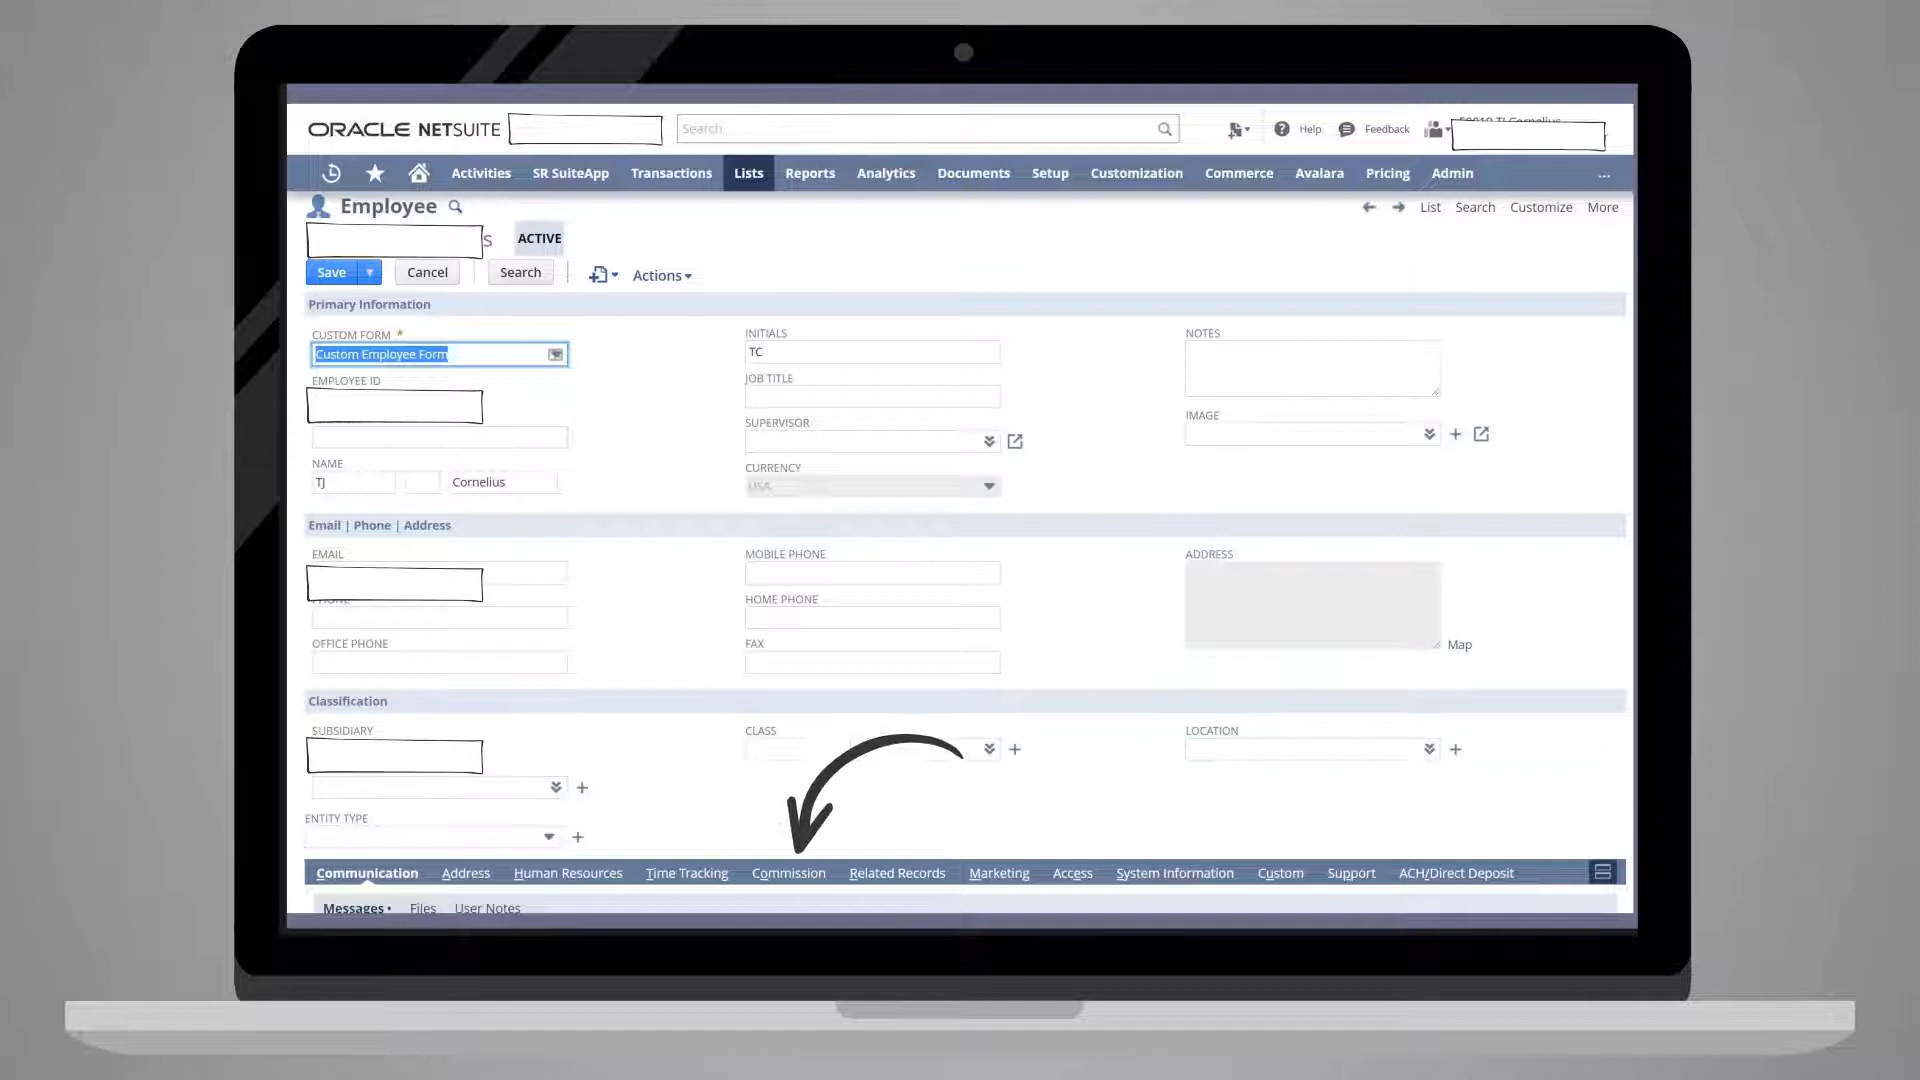 ORACLE NETSUITE
Search
Help
Feedback
Activities
SR SuiteApp
Transactions
Lists
Reports
Analytics
Documents
Setup
Customization
Commerce
Avalara
Pricing
Admin
...
Employee
List
Search
Customize
More
S
ACTIVE
Save
Cancel
Search
Actions
Primary Information
CUSTOM FORM *
Custom Employee Form
EMPLOYEE ID
NAME
TJ
Cornelius
INITIALS
TC
JOB TITLE
SUPERVISOR
CURRENCY
USA
NOTES
IMAGE
Email | Phone | Address
EMAIL
PHONE
OFFICE PHONE
MOBILE PHONE
HOME PHONE
FAX
ADDRESS
Map
Classification
SUBSIDIARY
ENTITY TYPE
CLASS
LOCATION
Communication
Address
Human Resources
Time Tracking
Commission
Related Records
Marketing
Access
System Information
Custom
Support
ACH/Direct Deposit
Messages •
Files
User Notes